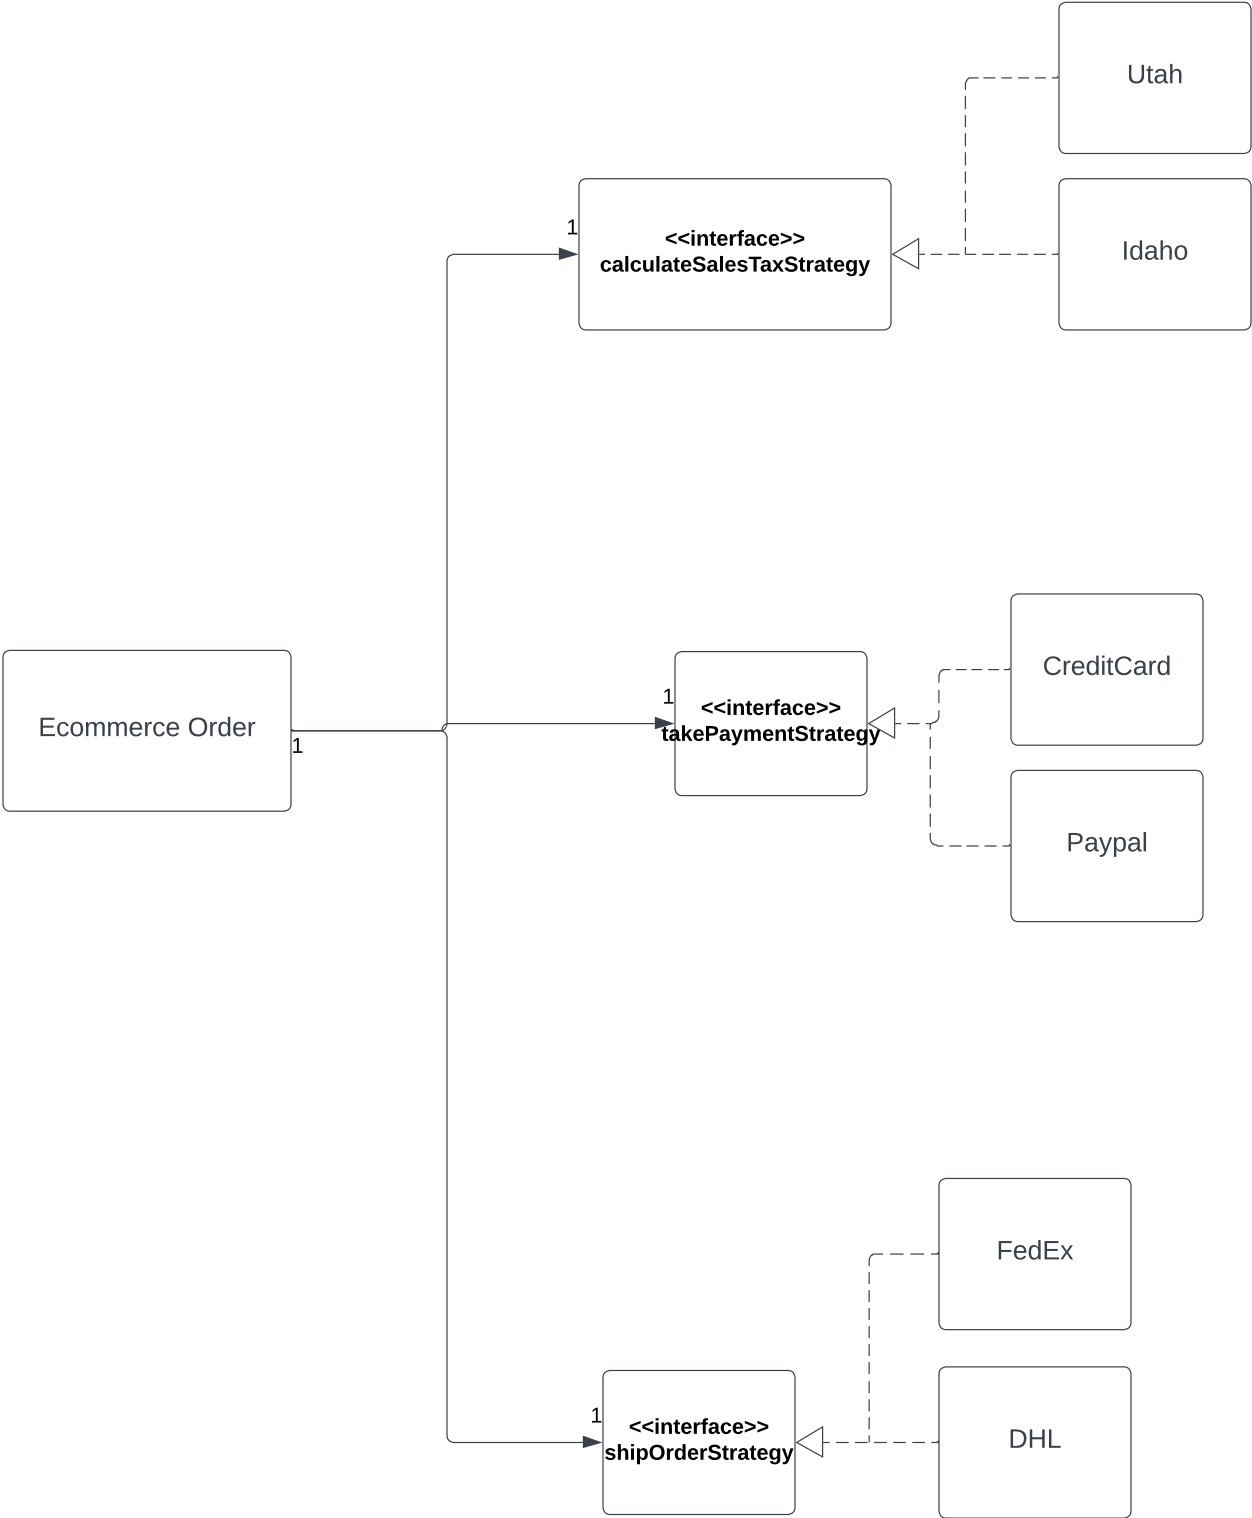 Utah
1
<<interface>>
calculateSalesTaxStrategy
Idaho
Ecommerce Order
1
1
<<interface>>
takePaymentStrategy
CreditCard
Paypal
FedEx
1
<<interface>>
shipOrderStrategy
DHL